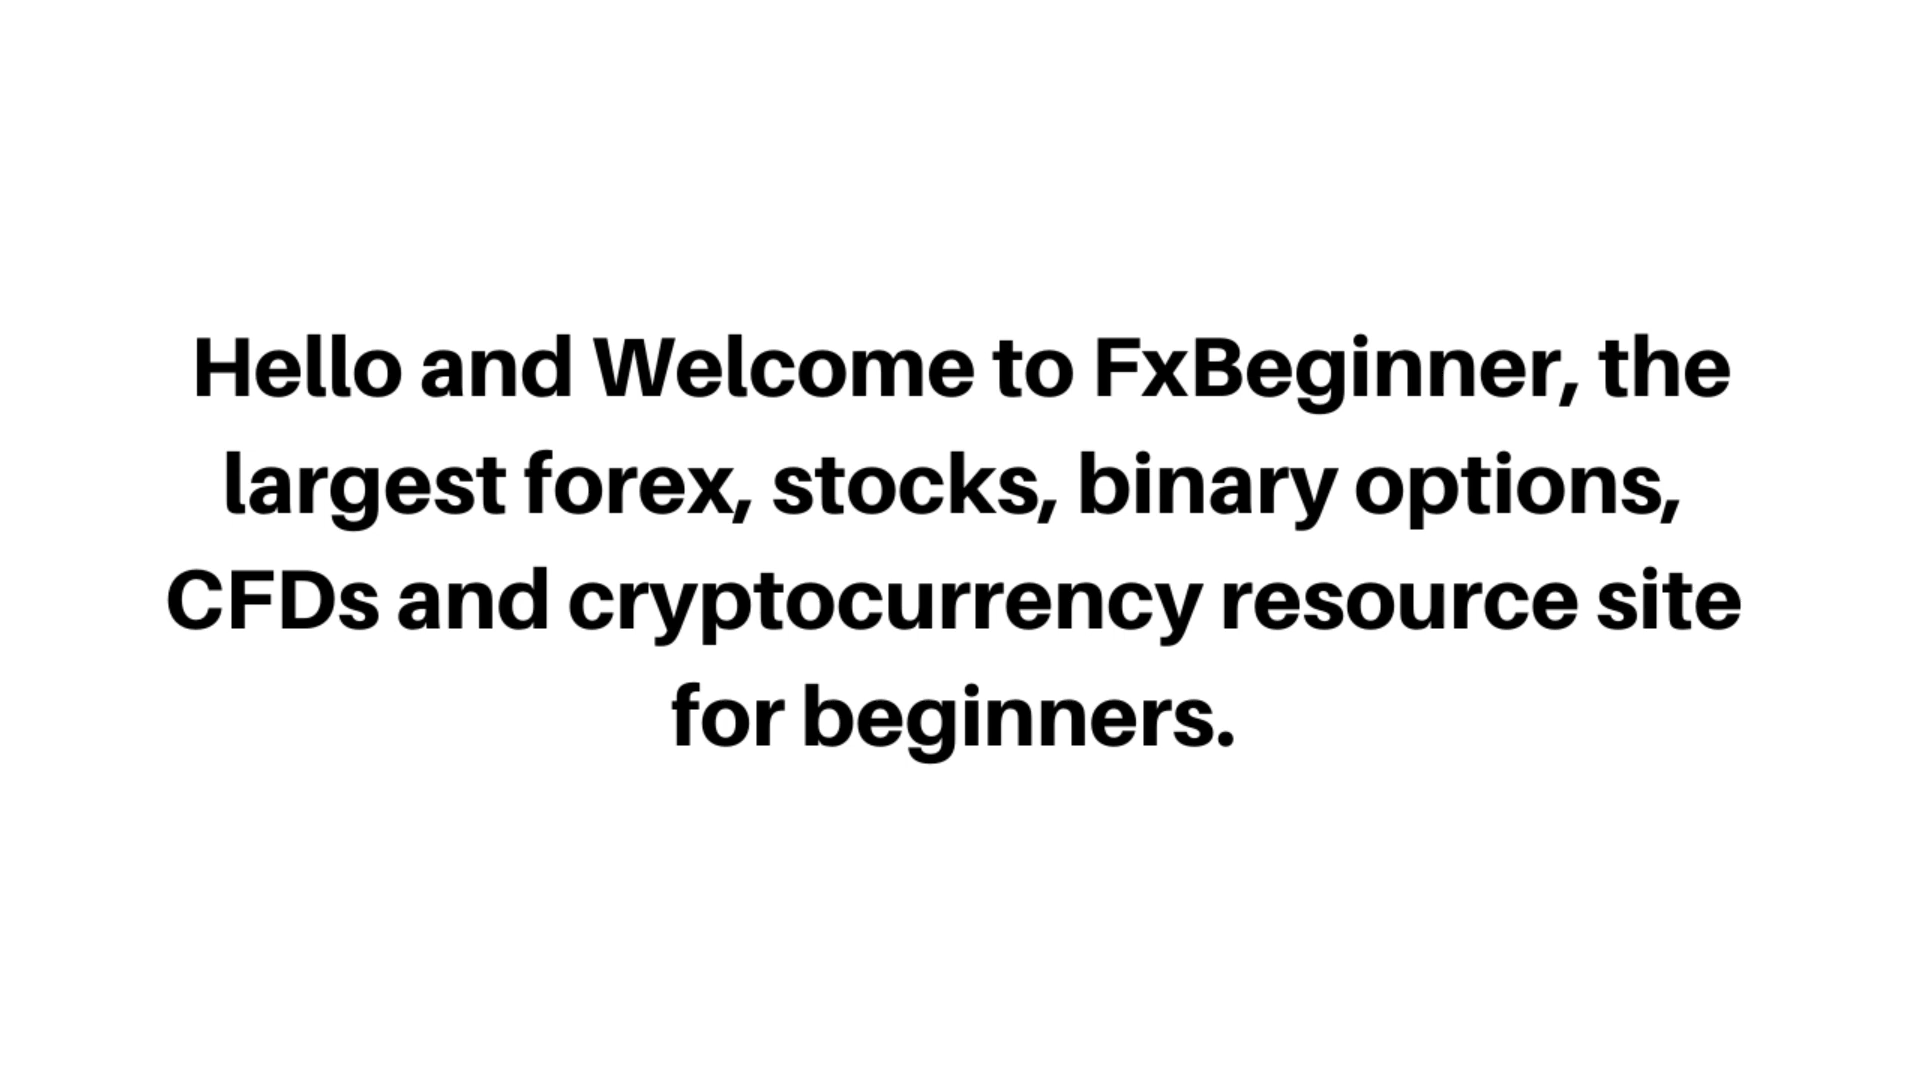 Hello and Welcome to FxBeginner, the
largest forex, stocks, binary options,
CFDs and cryptocurrency resource site
for beginners.